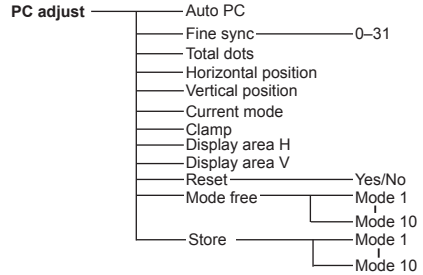 PC adjust Auto PC
Fine sync 0–31
Total dots
Horizontal position
Vertical position
Current mode
Clamp
Display area H
Display area V
Reset Yes/No
Mode free Mode 1
Mode 10
Store Mode 1
Mode 10